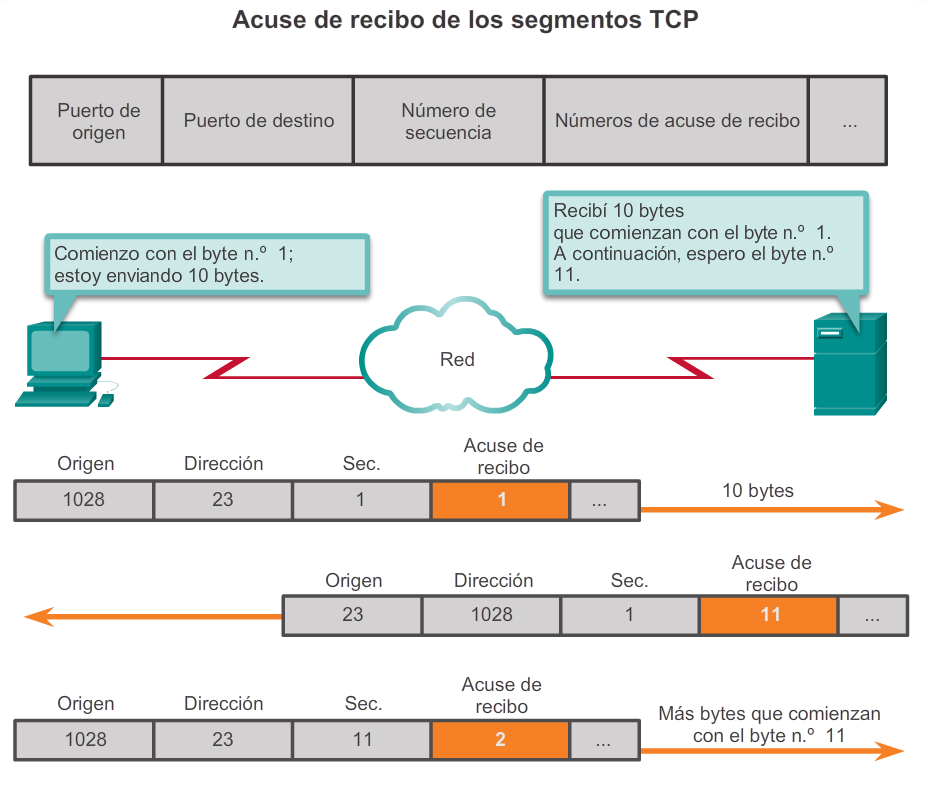 Acuse de recibo de los segmentos TCP
Puerto de
origen
Puerto de destino
Número de
secuencia
Números de acuse de recibo
...
Comienzo con el byte n.º 1;
estoy enviando 10 bytes.
Recibí 10 bytes
que comienzan con el byte n.º 1.
A continuación, espero el byte n.º
11.
Red
Origen
Dirección
Sec.
Acuse de
recibo
1028
23
1
1
...
10 bytes
Origen
Dirección
Sec.
Acuse de
recibo
23
1028
1
11
...
Origen
Dirección
Sec.
Acuse de
recibo
1028
23
11
2
...
Más bytes que comienzan
con el byte n.º 11